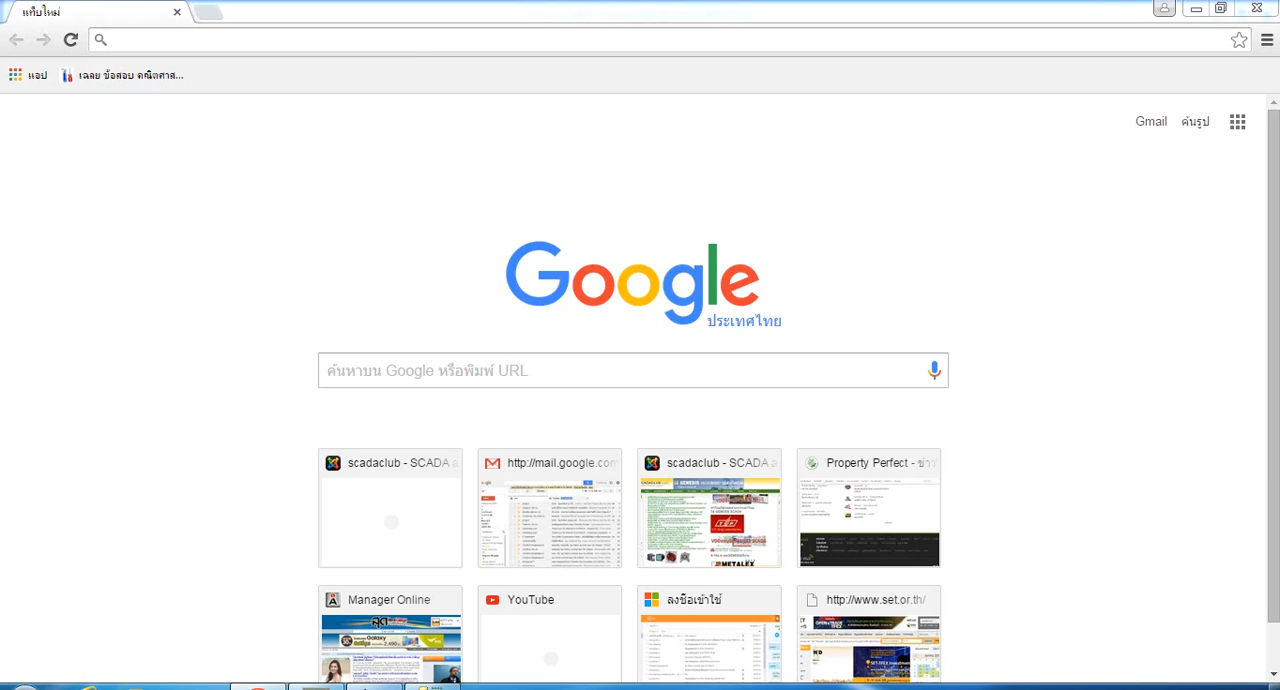 แท็บใหม่
แอป
เฉลย ข้อสอบ คณิตศาส...
Gmail
ค้นรูป
Google
ประเทศไทย
ค้นหาบน Google หรือพิมพ์ URL
scadaclub - SCADA a
http://mail.google.com
scadaclub - SCADA a
Property Perfect - ข่าว
METALEX
Manager Online
YouTube
ลงชื่อเข้าใช้
http://www.set.or.th/